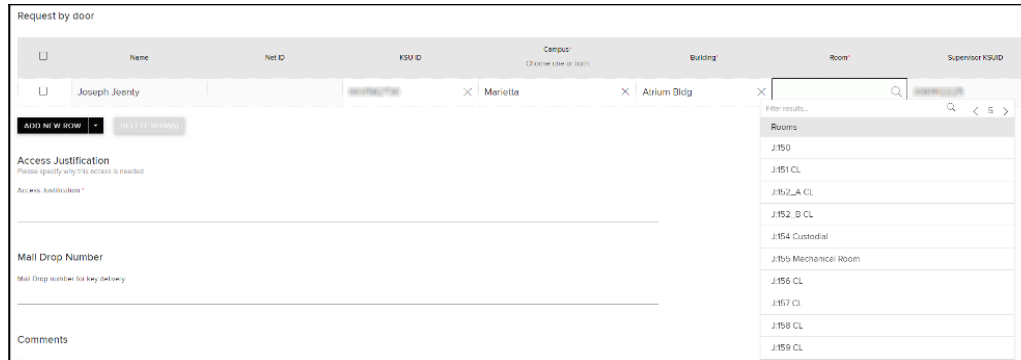 Request by door
Name Net ID KSU ID Campus* Building* Room* Supervisor KSUID
Choose one or both
Joseph Jeanty Marietta Atrium Bldg
Filter results...
5
ADD NEW ROW DELETE ROW(S)
Rooms
J:150
Access Justification
J:151 CL
Please specify why this access is needed
Access Justification *
J:152_A CL
J:152_B CL
J:154 Custodial
Mail Drop Number
J:155 Mechanical Room
Mail Drop number for key delivery
J:156 CL
J:157 CL
J:158 CL
Comments
J:159 CL